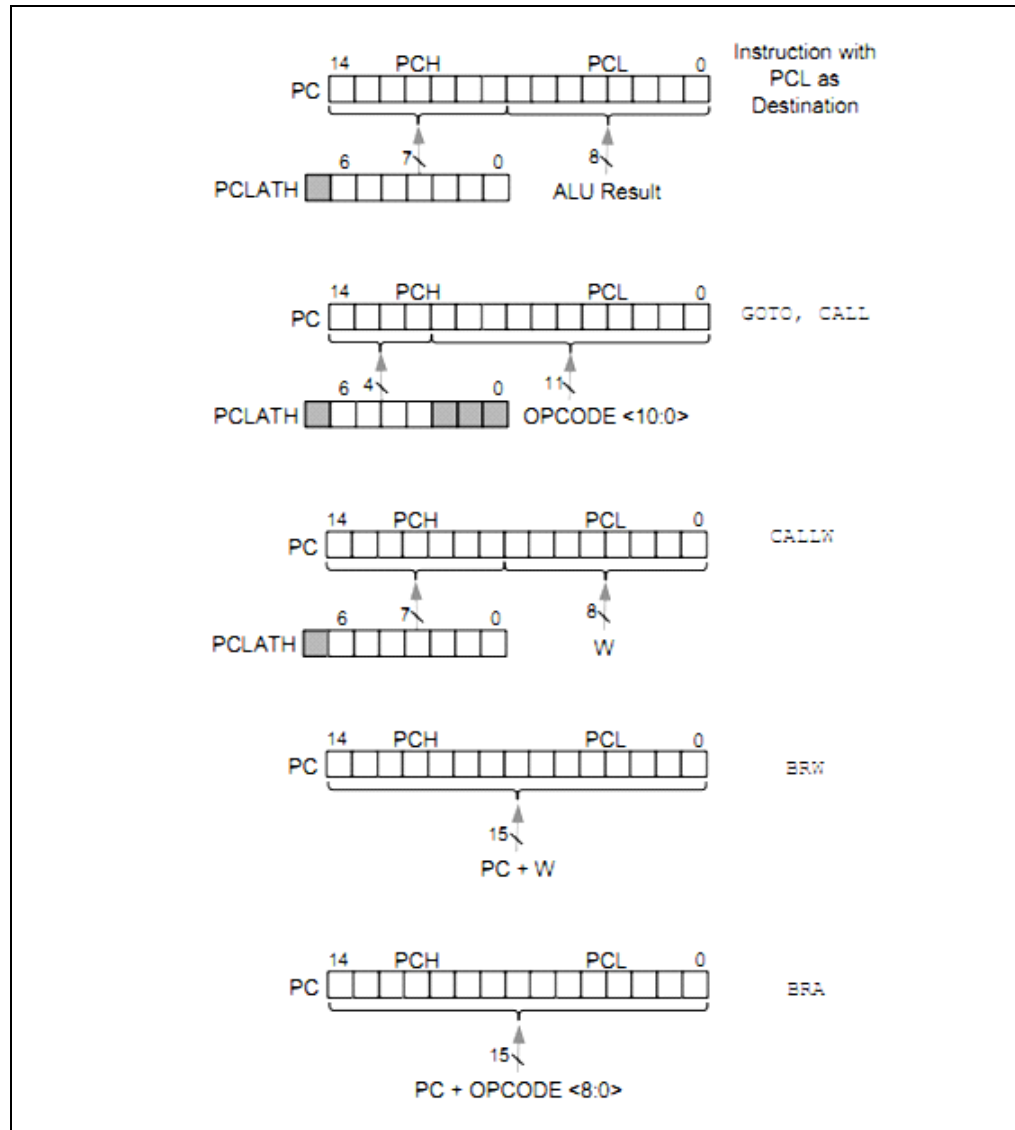 14 PCH PCL 0 Instruction with
PC PCL as
Destination
6 7 0 8
PCLATH ALU Result
14 PCH PCL 0
PC GOTO, CALL
6 4 0 11
PCLATH OPCODE <10:0>
14 PCH PCL 0
PC CALLW
6 7 0 8
PCLATH W
14 PCH PCL 0
PC BRW
15
PC + W
14 PCH PCL 0
PC BRA
15
PC + OPCODE <8:0>